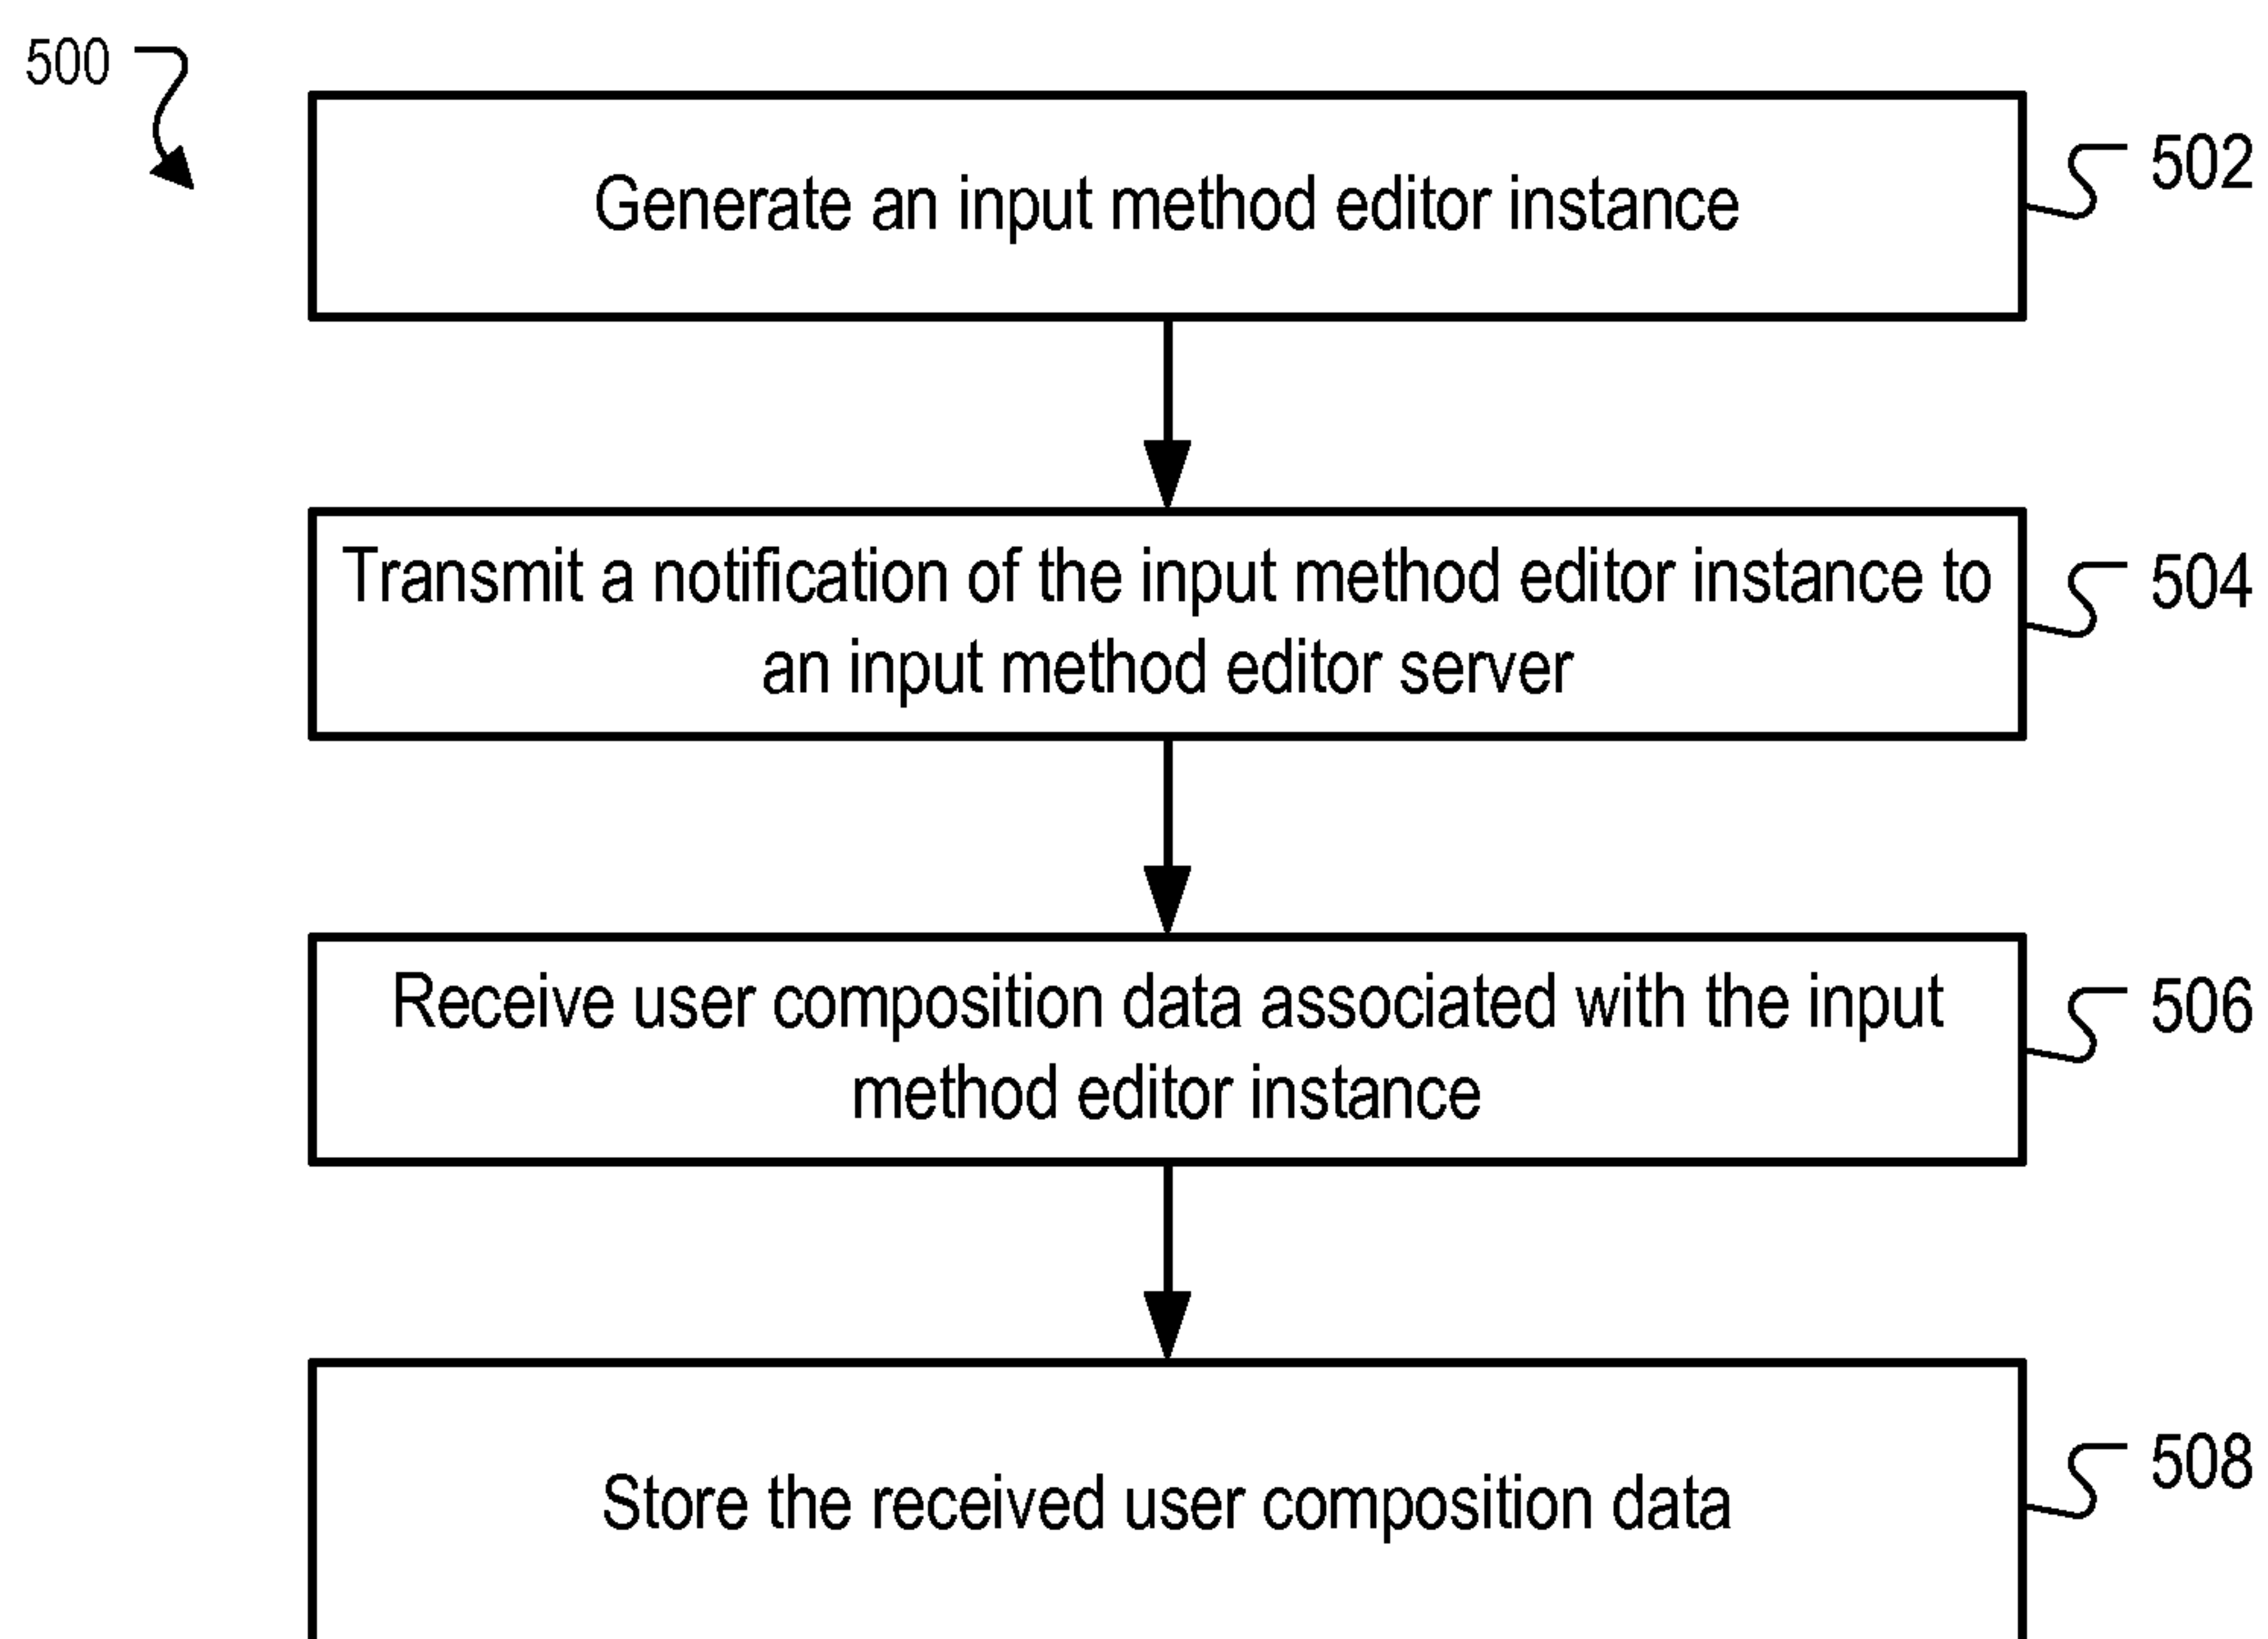 500
Generate an input method editor instance
502
Transmit a notification of the input method editor instance to
an input method editor server
504
Receive user composition data associated with the input
method editor instance
506
Store the received user composition data
508